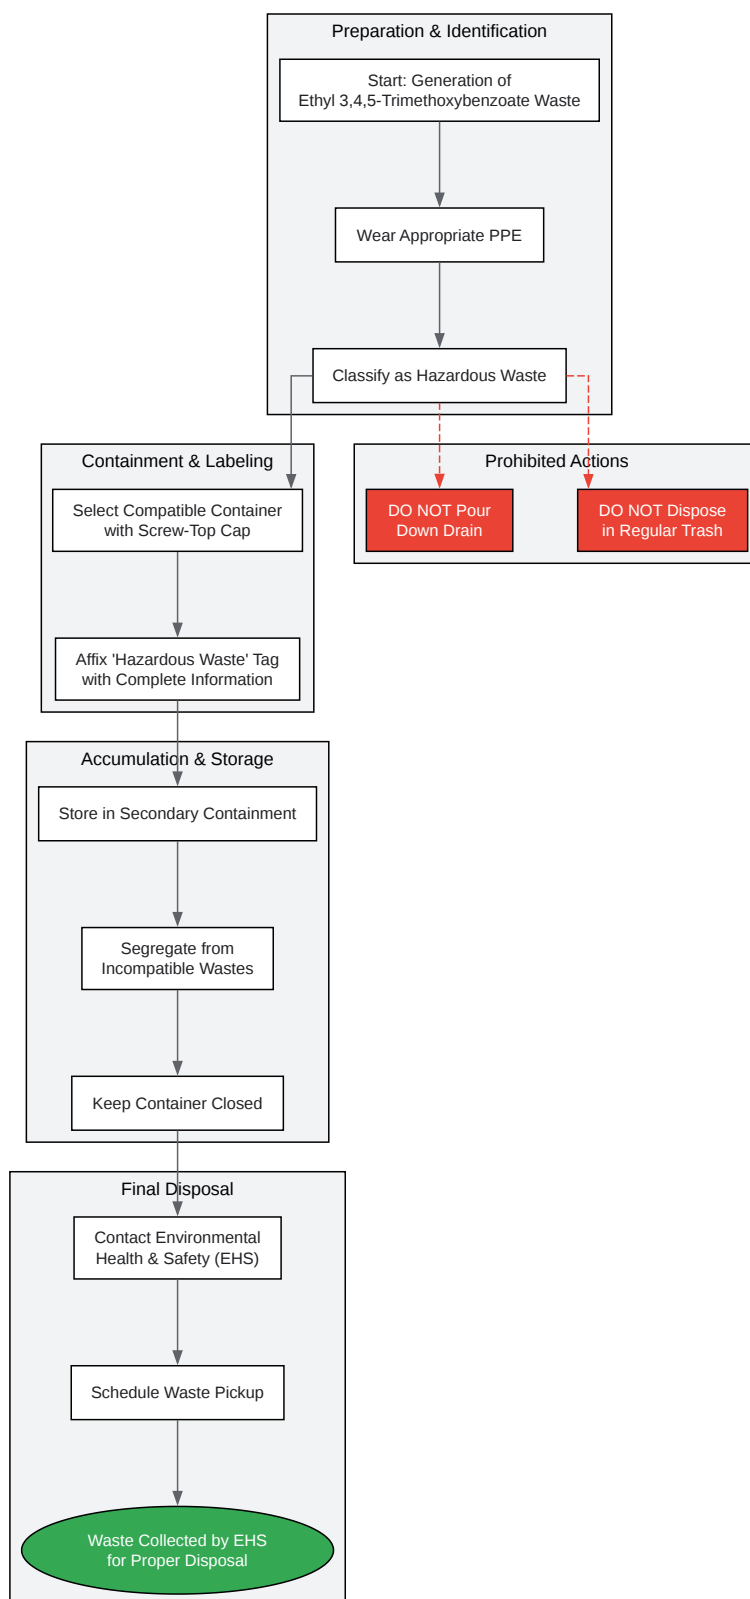 Preparation & Identification
Start: Generation of
Ethyl 3,4,5-Trimethoxybenzoate Waste
Wear Appropriate PPE
Classify as Hazardous Waste
Containment & Labeling
Select Compatible Container
with Screw-Top Cap
Affix 'Hazardous Waste' Tag
with Complete Information
Prohibited Actions
DO NOT Pour
Down Drain
DO NOT Dispose
in Regular Trash
Accumulation & Storage
Store in Secondary Containment
Segregate from
Incompatible Wastes
Keep Container Closed
Final Disposal
Contact Environmental
Health & Safety (EHS)
Schedule Waste Pickup
Waste Collected by EHS
for Proper Disposal